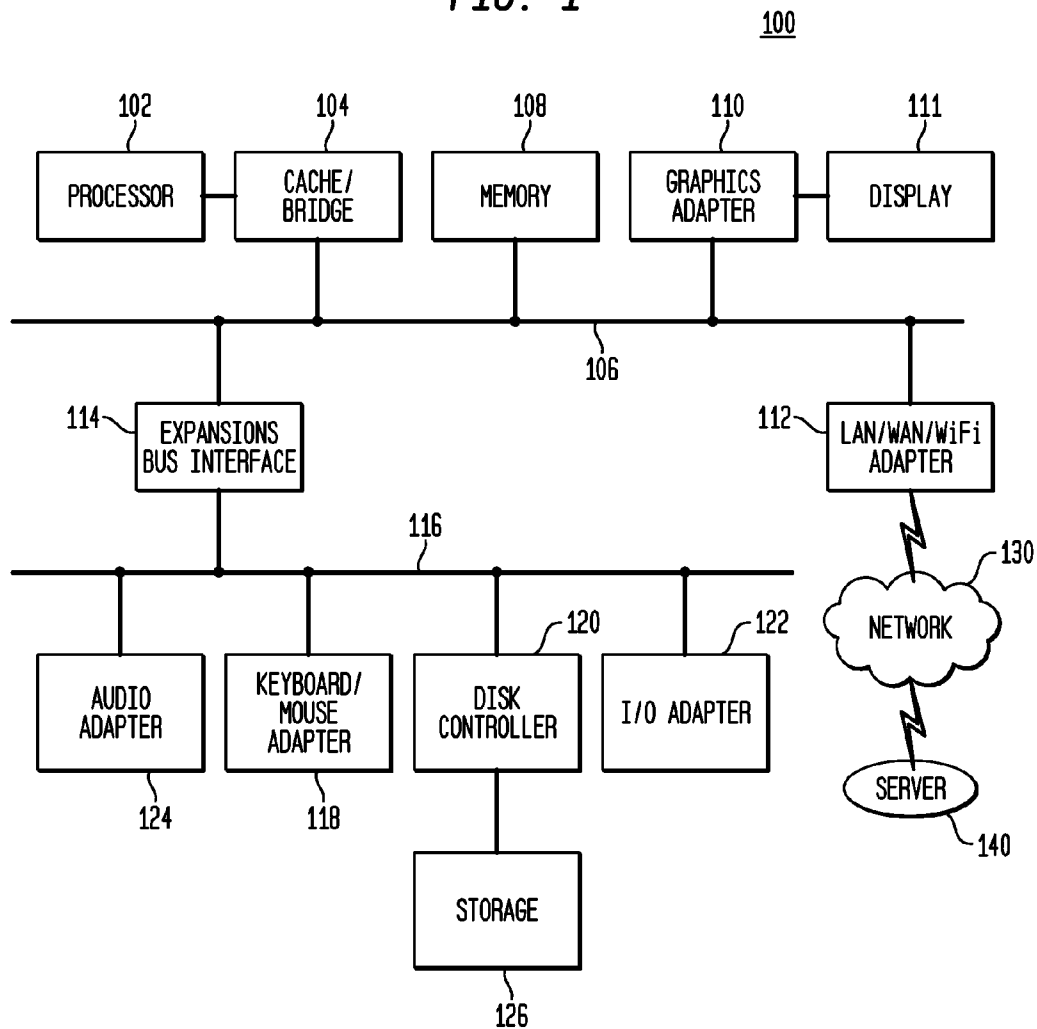 FIG. 1
100
102
104
108
110
111
PROCESSOR
CACHE/
BRIDGE
MEMORY
GRAPHICS
ADAPTER
DISPLAY
106
114
EXPANSIONS
BUS INTERFACE
112
LAN/WAN/WiFi
ADAPTER
116
130
NETWORK
120
122
AUDIO
ADAPTER
KEYBOARD/
MOUSE
ADAPTER
DISK
CONTROLLER
I/O ADAPTER
124
118
SERVER
140
STORAGE
126